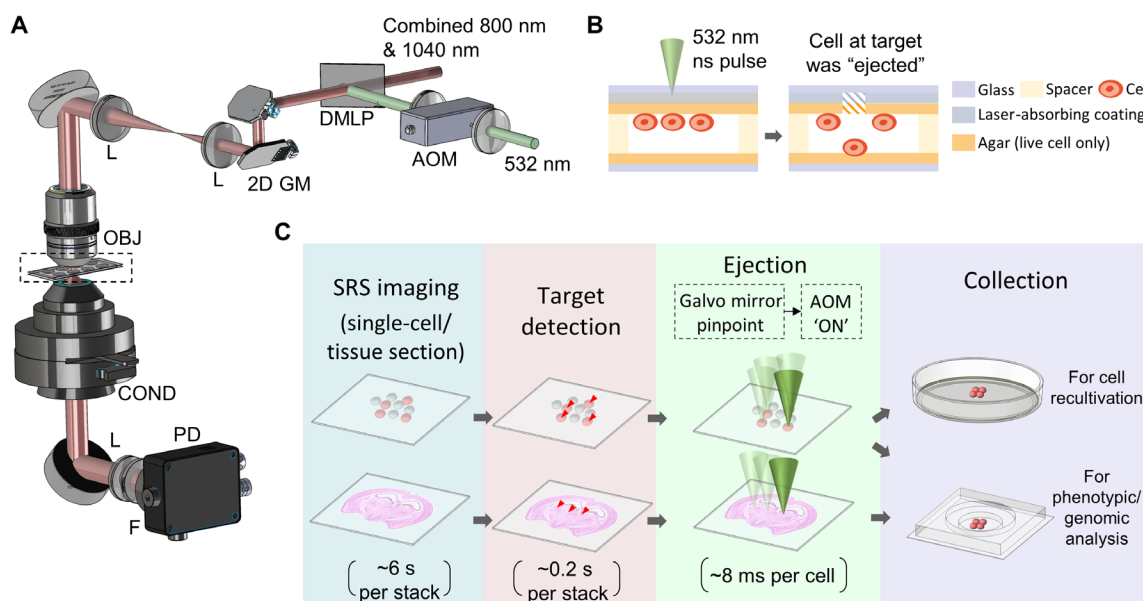 A
Combined 800 nm
& 1040 nm
DMLP
L
L
2D GM
AOM
532 nm
OBJ
COND
L
PD
F
B
532 nm
ns pulse
Cell at target
was “ejected”
Glass
Spacer
Ce
Laser-absorbing coating
Agar (live cell only)
C
SRS imaging
(single-cell/
tissue section)
Target
detection
Ejection
Galvo mirror
pinpoint
AOM
‘ON’
Collection
For cell
recultivation
For
phenotypic/
genomic
analysis
~6 s
per stack
~0.2 s
per stack
~8 ms per cell